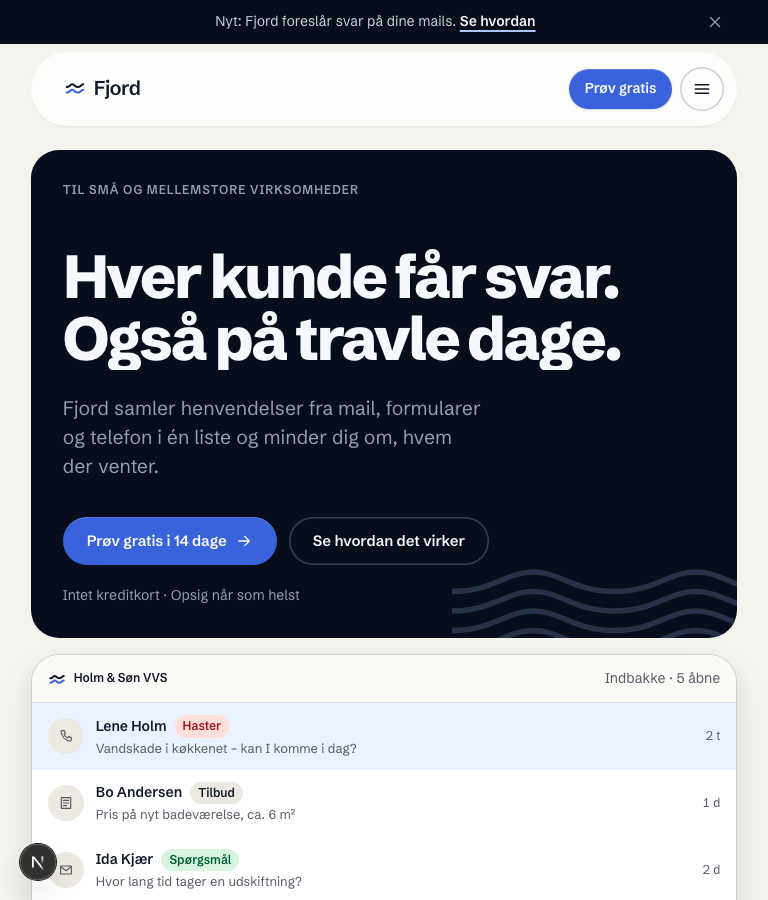 Nyt: Fjord foreslår svar på dine mails. Se hvordan
Fjord
Prøv gratis
TIL SMÅ OG MELLEMSTORE VIRKSOMHEDER
Hver kunde får svar.
Også på travle dage.
Fjord samler henvendelser fra mail, formularer
og telefon i én liste og minder dig om, hvem
der venter.
Prøv gratis i 14 dage
Se hvordan det virker
Intet kreditkort · Opsig når som helst
Holm & Søn VVS
Indbakke · 5 åbne
Lene Holm Haster
Vandskade i køkkenet – kan I komme i dag?
2 t
Bo Andersen Tilbud
Pris på nyt badeværelse, ca. 6 m²
1 d
Ida Kjær Spørgsmål
Hvor lang tid tager en udskiftning?
2 d
N